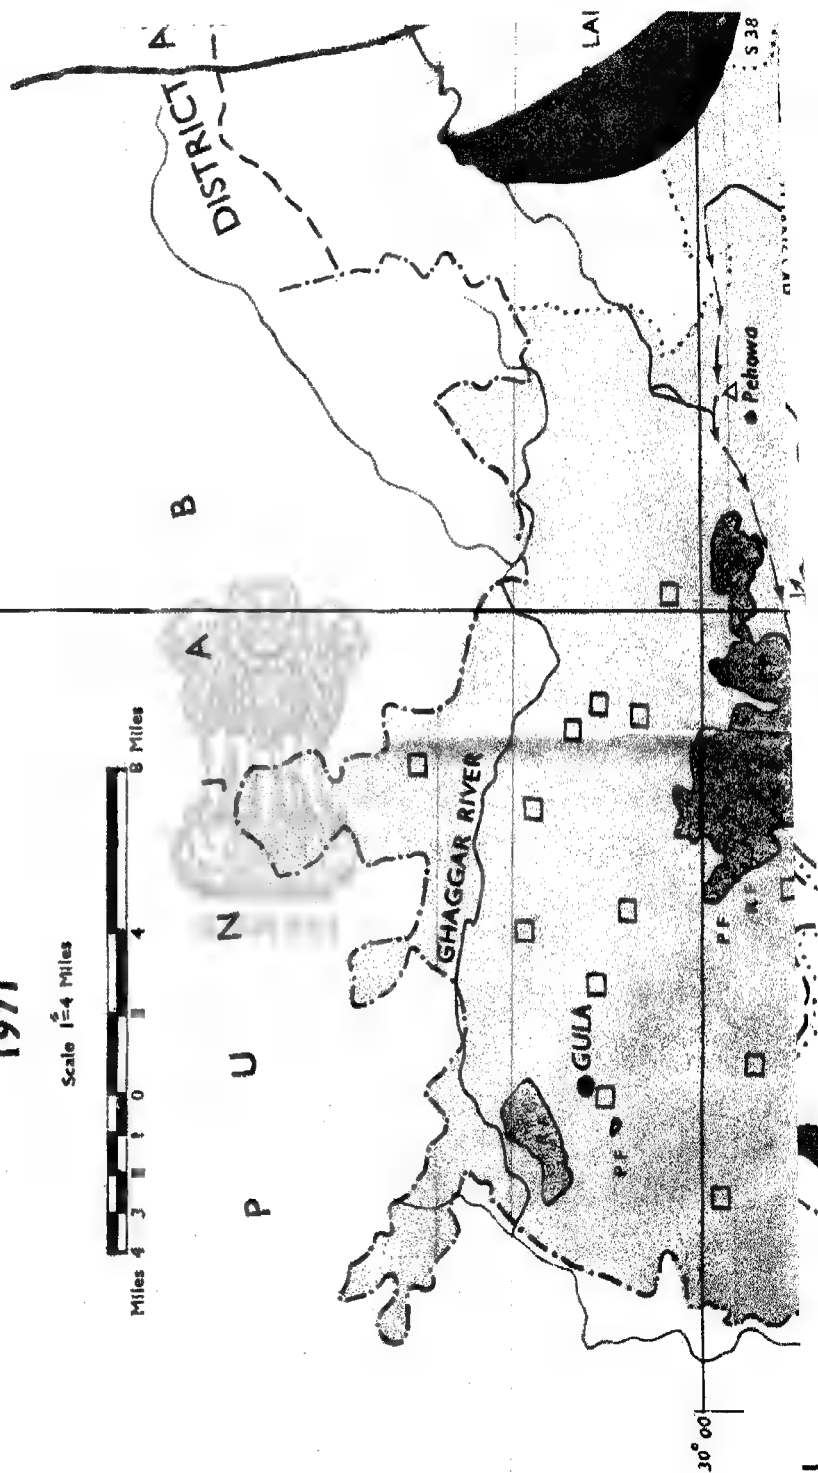 1971
Scale 1"=4 Miles
Miles 4 3 2 1 0 4 8 Miles
P U N J A B
DISTRICT A
LAI
S 38
GHAGGAR RIVER
GULA
P F
R F
P F
R F
Pehowa
30° 00'